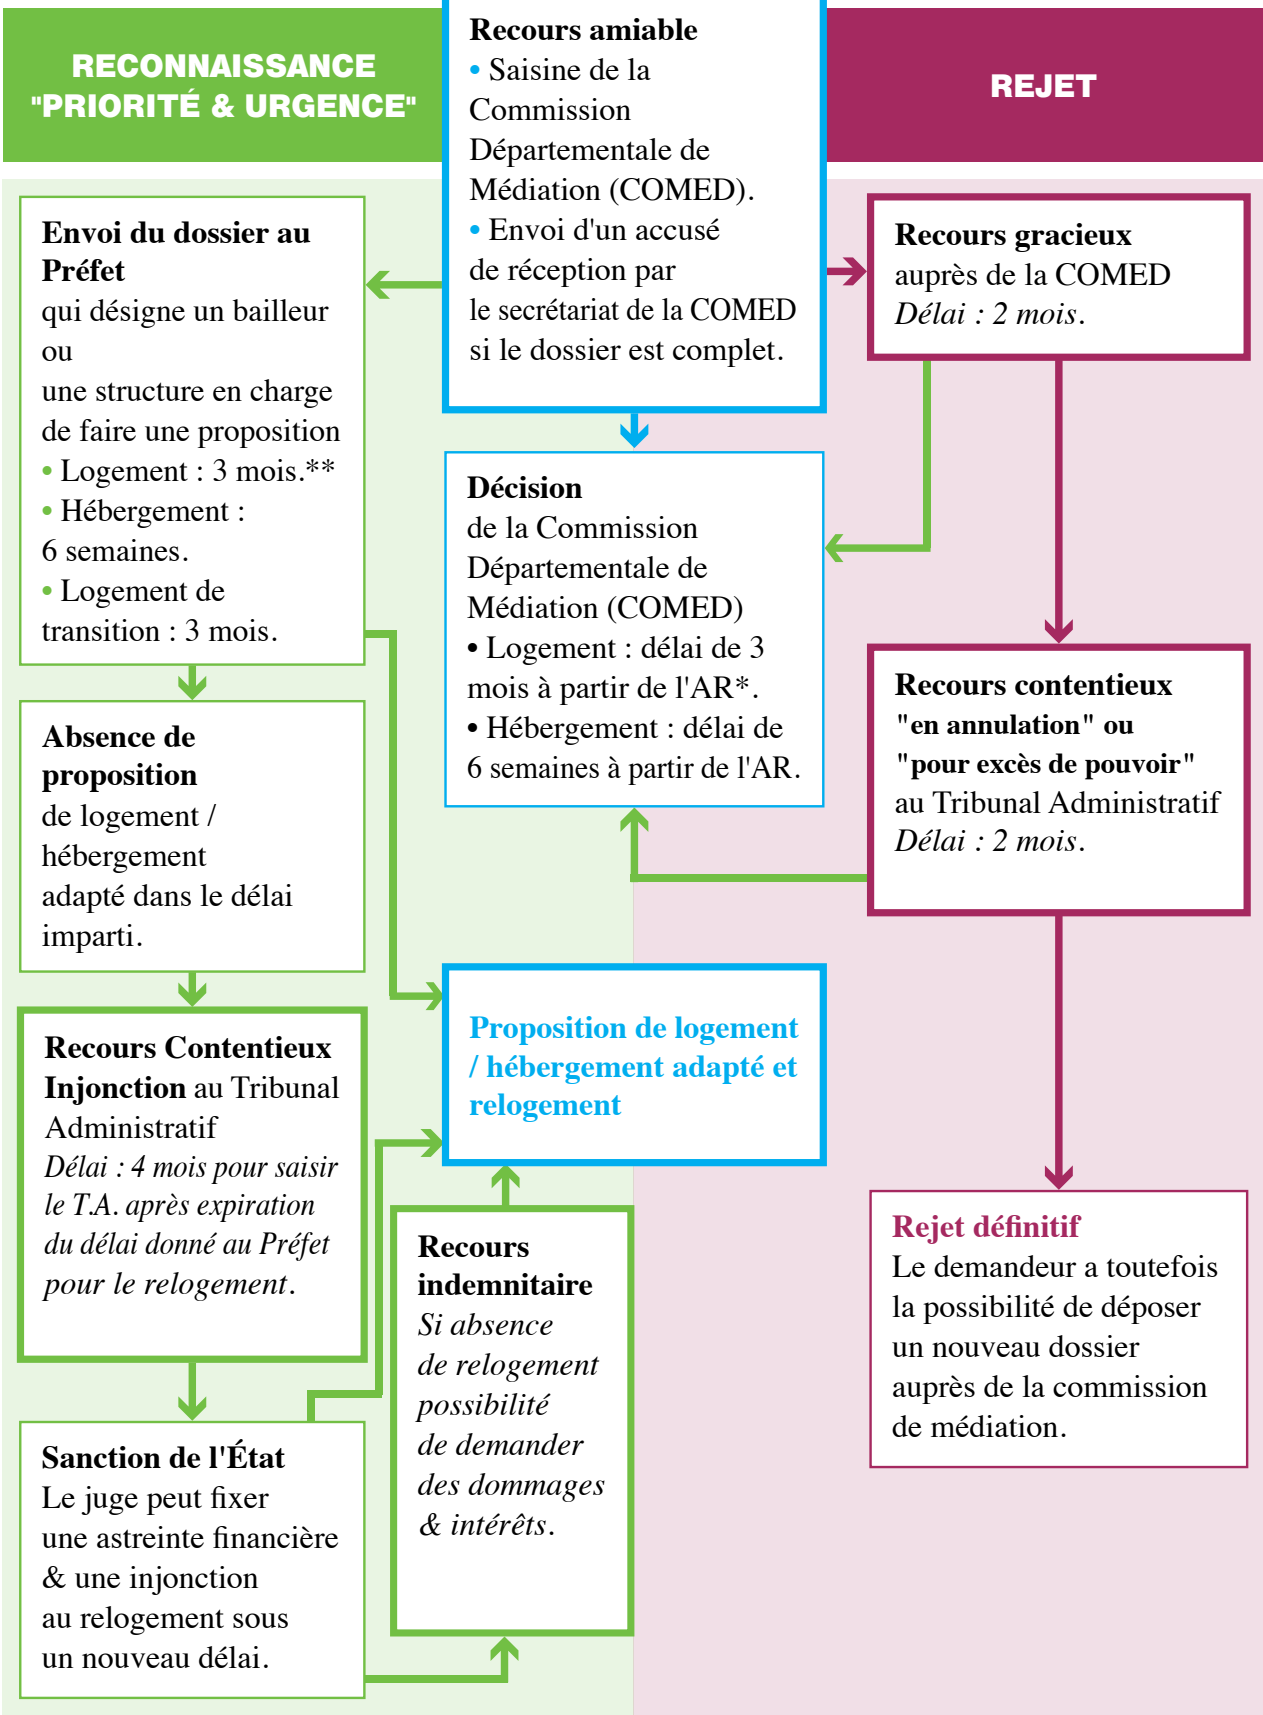 RECONNAISSANCE
"PRIORITÉ & URGENCE"
Recours amiable
• Saisine de la
Commission
Départementale de
Médiation (COMED).
• Envoi d'un accusé
de réception par
le secrétariat de la COMED
si le dossier est complet.
REJET
Envoi du dossier au
Préfet
qui désigne un bailleur
ou
une structure en charge
de faire une proposition
• Logement : 3 mois.**
• Hébergement :
6 semaines.
• Logement de
transition : 3 mois.
Recours gracieux
auprès de la COMED
Délai : 2 mois.
Décision
de la Commission
Départementale de
Médiation (COMED)
• Logement : délai de 3
mois à partir de l'AR*.
• Hébergement : délai de
6 semaines à partir de l'AR.
Absence de
proposition
de logement /
hébergement
adapté dans le délai
imparti.
Recours contentieux
"en annulation" ou
"pour excès de pouvoir"
au Tribunal Administratif
Délai : 2 mois.
Recours Contentieux
Injonction au Tribunal
Administratif
Délai : 4 mois pour saisir
le T.A. après expiration
du délai donné au Préfet
pour le relogement.
Proposition de logement
/ hébergement adapté et
relogement
Recours
indemnitaire
Si absence
de relogement
possibilité
de demander
des dommages
& intérêts.
Rejet définitif
Le demandeur a toutefois
la possibilité de déposer
un nouveau dossier
auprès de la commission
de médiation.
Sanction de l'État
Le juge peut fixer
une astreinte financière
& une injonction
au relogement sous
un nouveau délai.